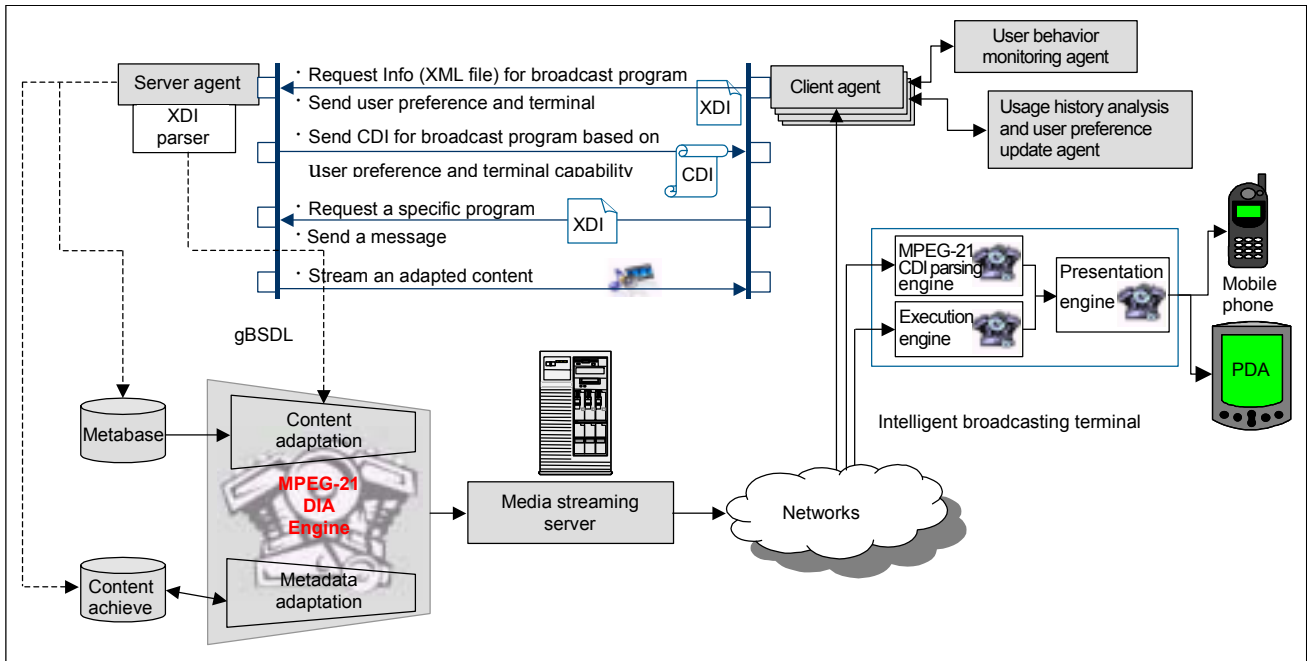 Server agent
XDI
parser
· Request Info (XML file) for broadcast program
· Send user preference and terminal
XDI
· Send CDI for broadcast program based on
user preference and terminal capability
CDI
· Request a specific program
XDI
· Send a message
· Stream an adapted content
Client agent
User behavior
monitoring agent
Usage history analysis
and user preference
update agent
gBSDL
MPEG-21
CDI parsing
engine
Execution
engine
Presentation
engine
Mobile
phone
PDA
Intelligent broadcasting terminal
Metabase
Content
adaptation
MPEG-21
DIA
Engine
Media streaming
server
Networks
Content
achieve
Metadata
adaptation